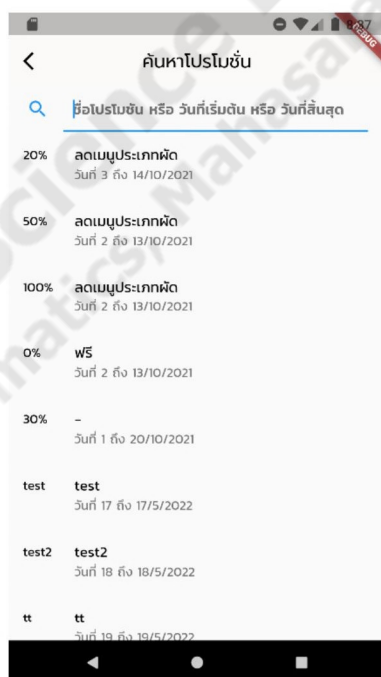 8:37
DEBUG
ค้นหาโปรโมชั่น
ชื่อโปรโมชัน หรือ วันที่เริ่มต้น หรือ วันที่สิ้นสุด
20% ลดเมนูประเภทผัด
วันที่ 3 ถึง 14/10/2021
50% ลดเมนูประเภทผัด
วันที่ 2 ถึง 13/10/2021
100% ลดเมนูประเภทผัด
วันที่ 2 ถึง 13/10/2021
0% ฟรี
วันที่ 2 ถึง 13/10/2021
30% -
วันที่ 1 ถึง 20/10/2021
test test
วันที่ 17 ถึง 17/5/2022
test2 test2
วันที่ 18 ถึง 18/5/2022
tt tt
วันที่ 19 ถึง 19/5/2022